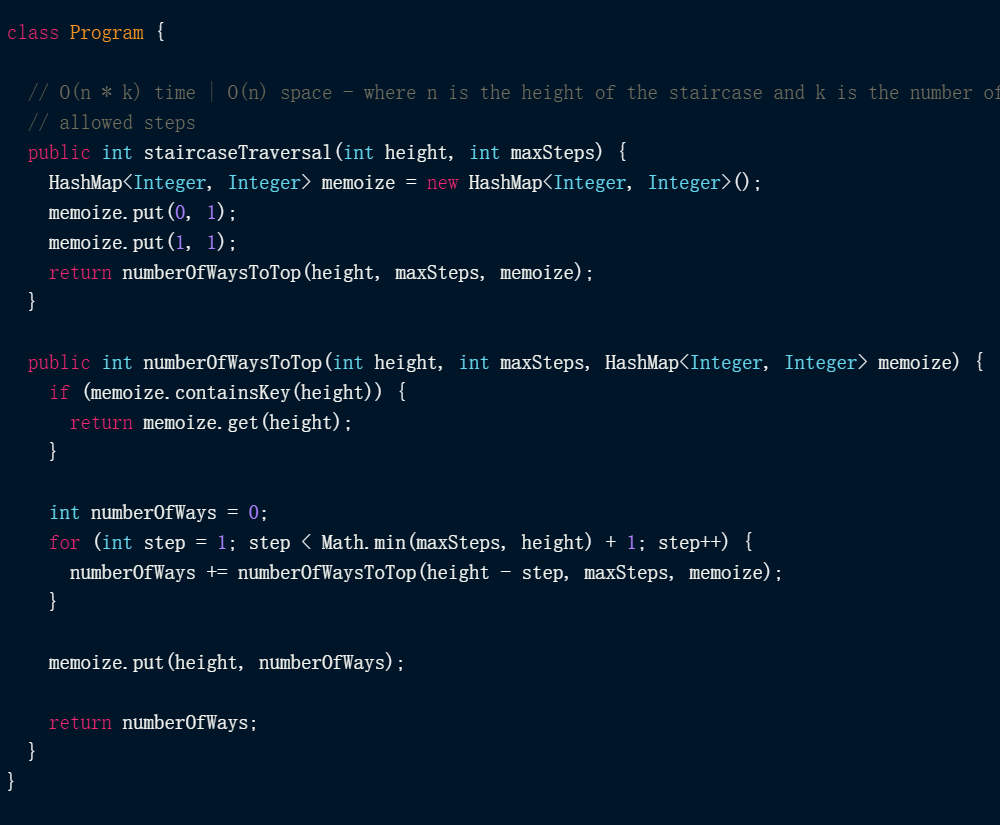 class Program {
// O(n * k) time | O(n) space - where n is the height of the staircase and k is the number of
// allowed steps
public int staircaseTraversal(int height, int maxSteps) {
HashMap<Integer, Integer> memoize = new HashMap<Integer, Integer>();
memoize.put(0, 1);
memoize.put(1, 1);
return numberOfWaysToTop(height, maxSteps, memoize);
}
public int numberOfWaysToTop(int height, int maxSteps, HashMap<Integer, Integer> memoize) {
if (memoize.containsKey(height)) {
return memoize.get(height);
}
int numberOfWays = 0;
for (int step = 1; step < Math.min(maxSteps, height) + 1; step++) {
numberOfWays += numberOfWaysToTop(height - step, maxSteps, memoize);
}
memoize.put(height, numberOfWays);
return numberOfWays;
}
}